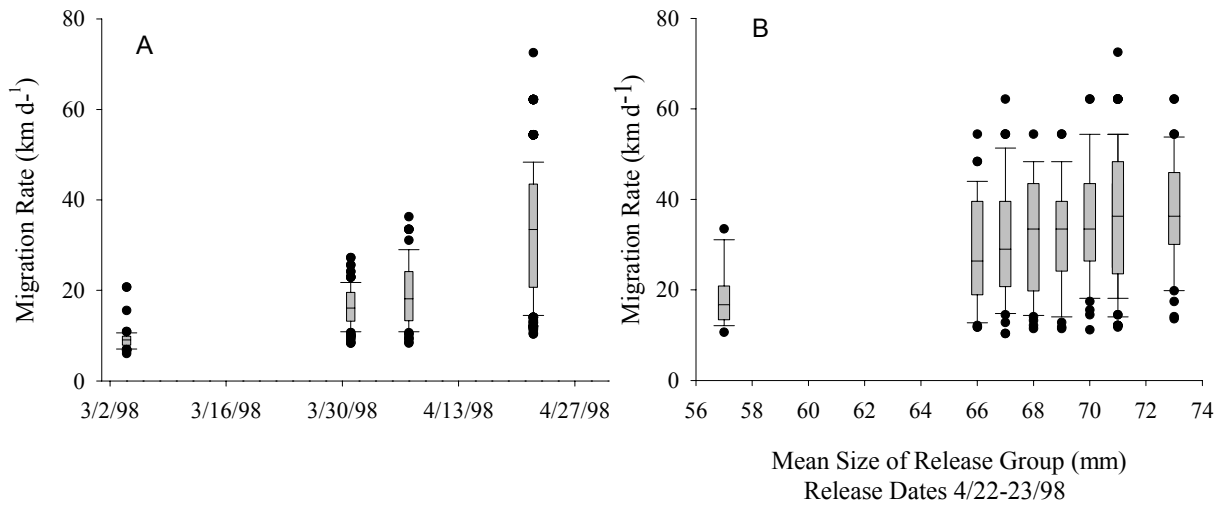 A
Migration Rate (km d-1)
80
60
40
20
0
3/2/98 3/16/98 3/30/98 4/13/98 4/27/98
B
Migration Rate (km d-1)
80
60
40
20
0
56 58 60 62 64 66 68 70 72 74
Mean Size of Release Group (mm)
Release Dates 4/22-23/98